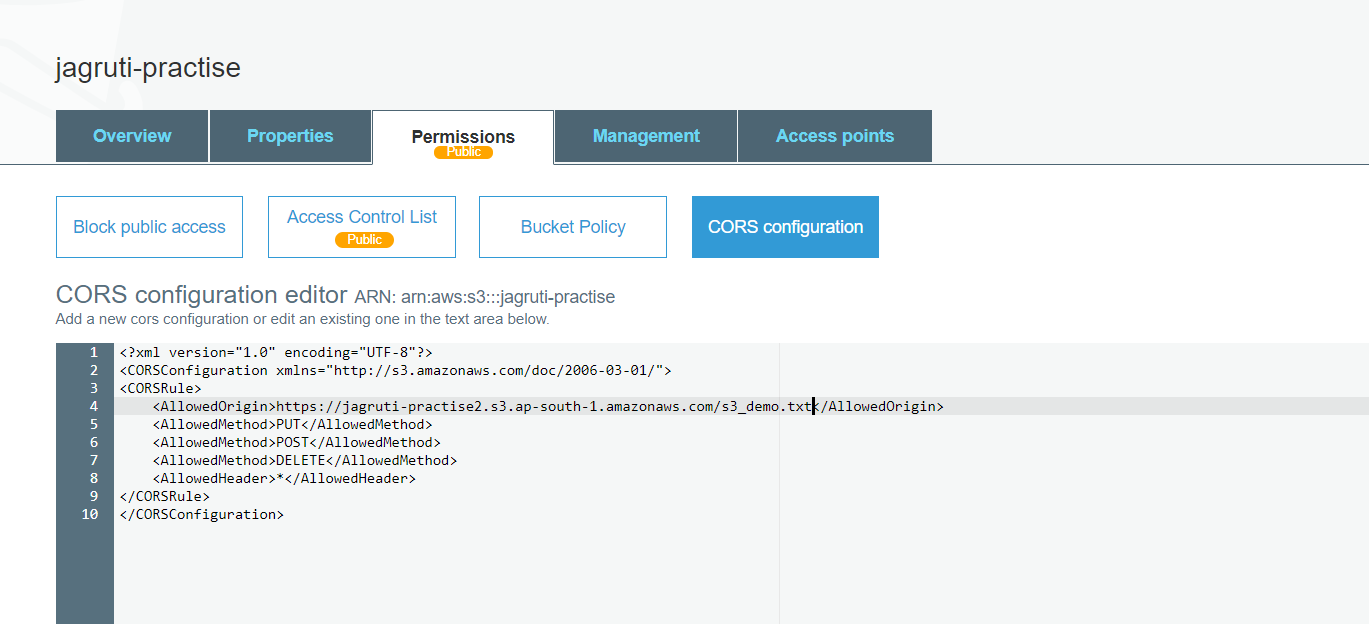 jagruti-practise
Overview Properties Permissions Management Access points
Public
Block public access Access Control List Bucket Policy CORS configuration
Public
CORS configuration editor ARN: arn:aws:s3:::jagruti-practise
Add a new cors configuration or edit an existing one in the text area below.
1 <?xml version="1.0" encoding="UTF-8"?>
2 <CORSConfiguration xmlns="http://s3.amazonaws.com/doc/2006-03-01/">
3 <CORSRule>
4 <AllowedOrigin>https://jagruti-practise2.s3.ap-south-1.amazonaws.com/s3_demo.txt</AllowedOrigin>
5 <AllowedMethod>PUT</AllowedMethod>
6 <AllowedMethod>POST</AllowedMethod>
7 <AllowedMethod>DELETE</AllowedMethod>
8 <AllowedHeader>*</AllowedHeader>
9 </CORSRule>
10 </CORSConfiguration>